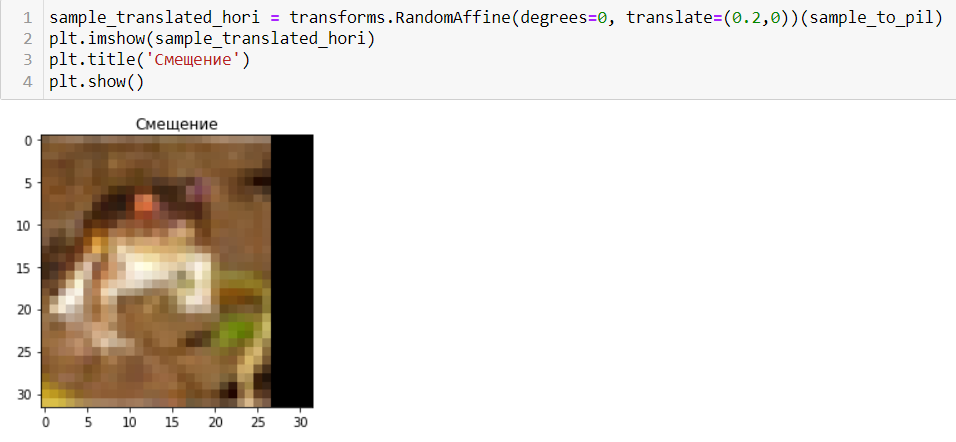 1 sample_translated_hori = transforms.RandomAffine(degrees=0, translate=(0.2,0))(sample_to_pil)
2 plt.imshow(sample_translated_hori)
3 plt.title('Смещение')
4 plt.show()
Смещение
0
5
10
15
20
25
30
0 5 10 15 20 25 30